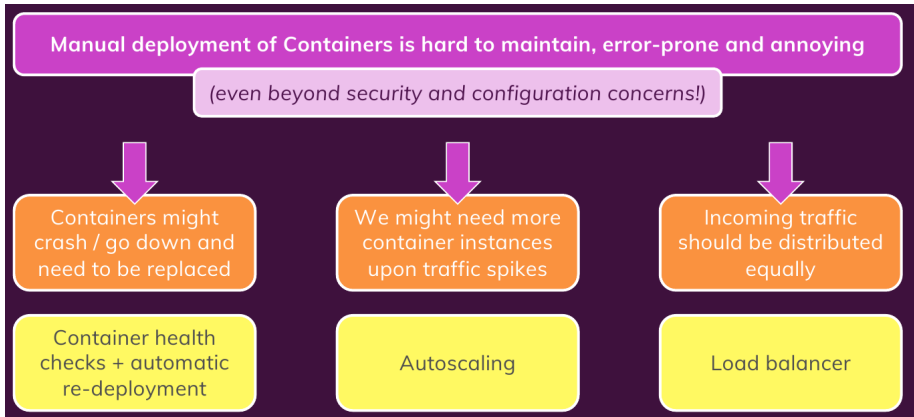 Manual deployment of Containers is hard to maintain, error-prone and annoying
(even beyond security and configuration concerns!)
Containers might
crash / go down and
need to be replaced
We might need more
container instances
upon traffic spikes
Incoming traffic
should be distributed
equally
Container health
checks + automatic
re-deployment
Autoscaling
Load balancer